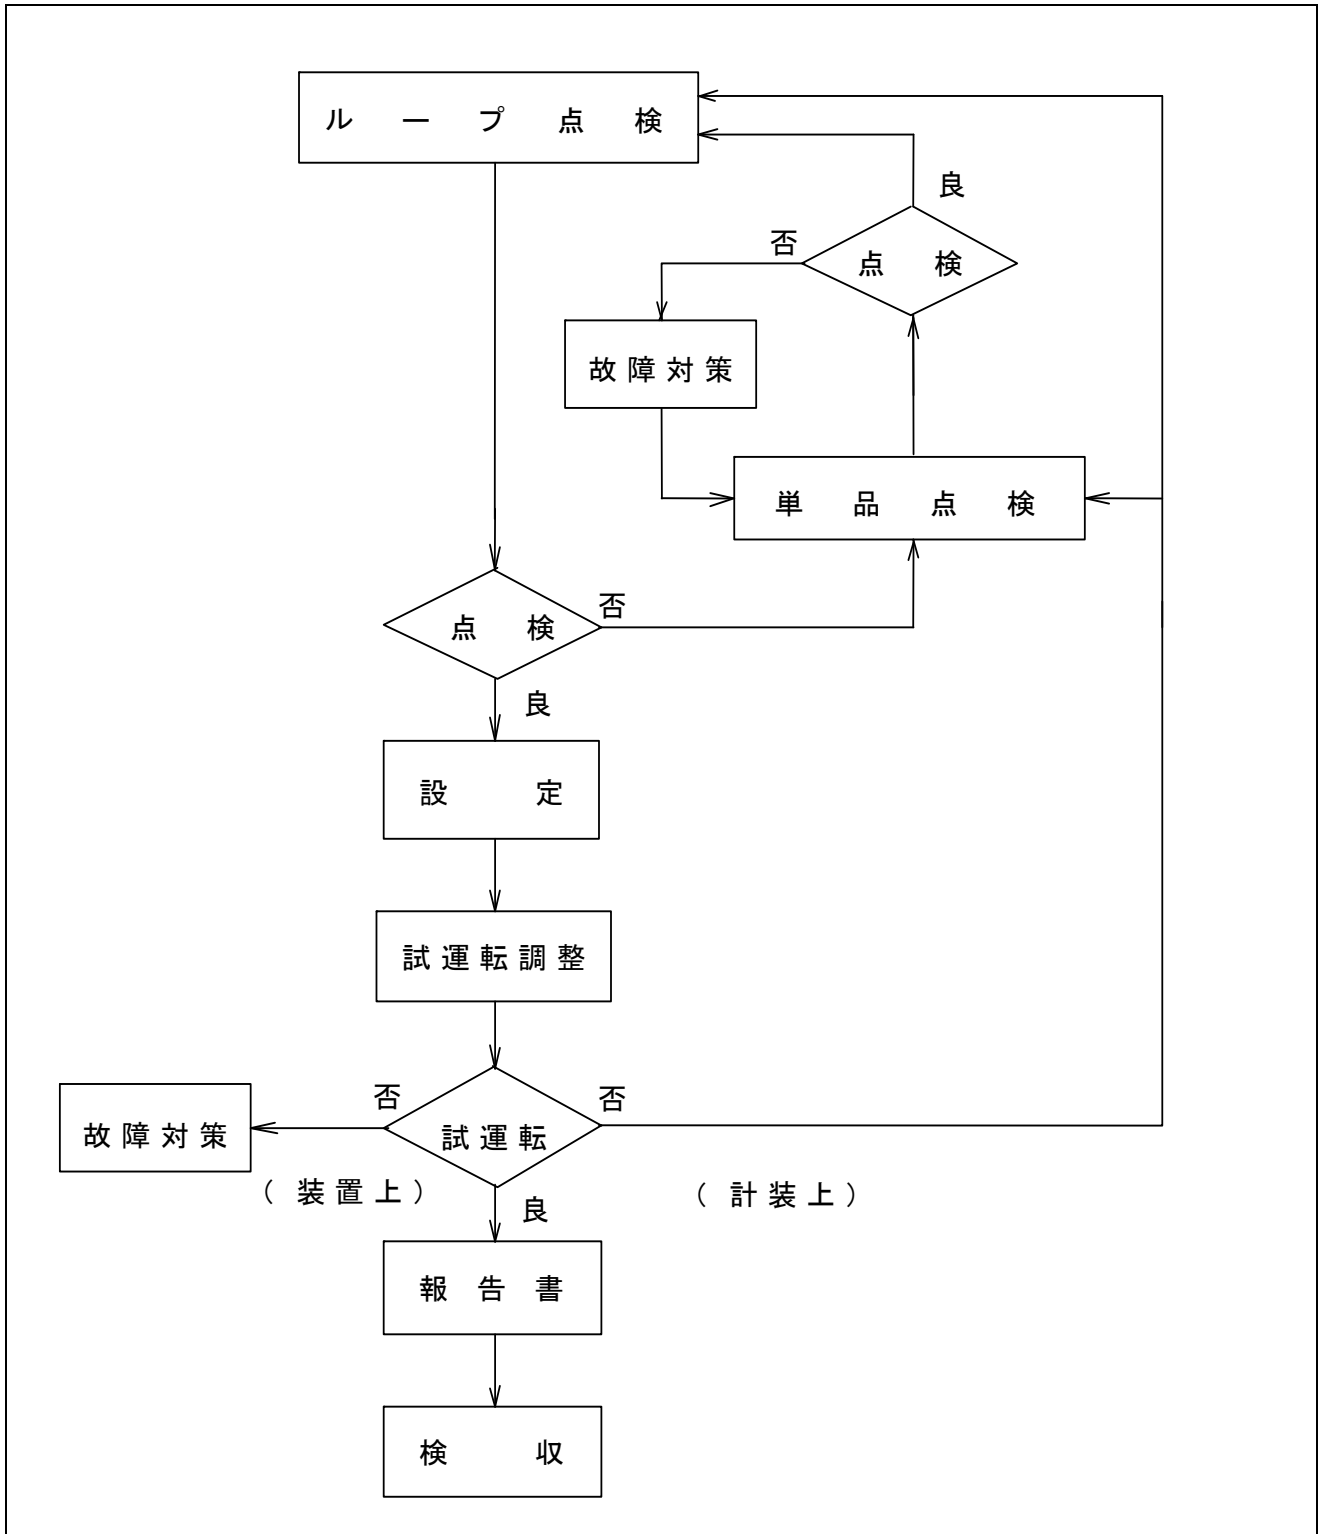 ループ点検
良
否
点検
故障対策
単品点検
否
点検
良
設定
試運転調整
否
否
故障対策
試運転
（装置上）
（計装上）
良
報告書
検収